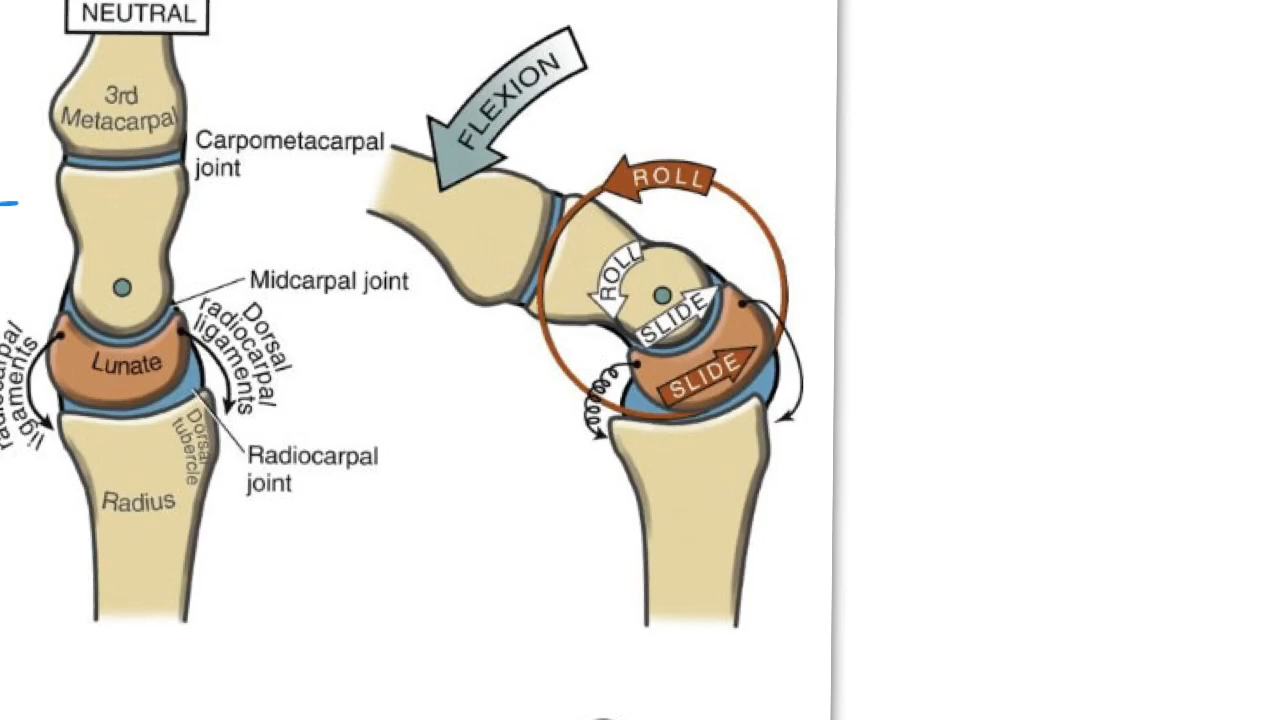 NEUTRAL
3rd
Metacarpal
Carpometacarpal
joint
Midcarpal joint
Dorsal
radiocarpal
ligaments
Lunate
ligaments
Dorsal
tubercle
Radiocarpal
joint
Radius
FLEXION
ROLL
ROLL
SLIDE
SLIDE